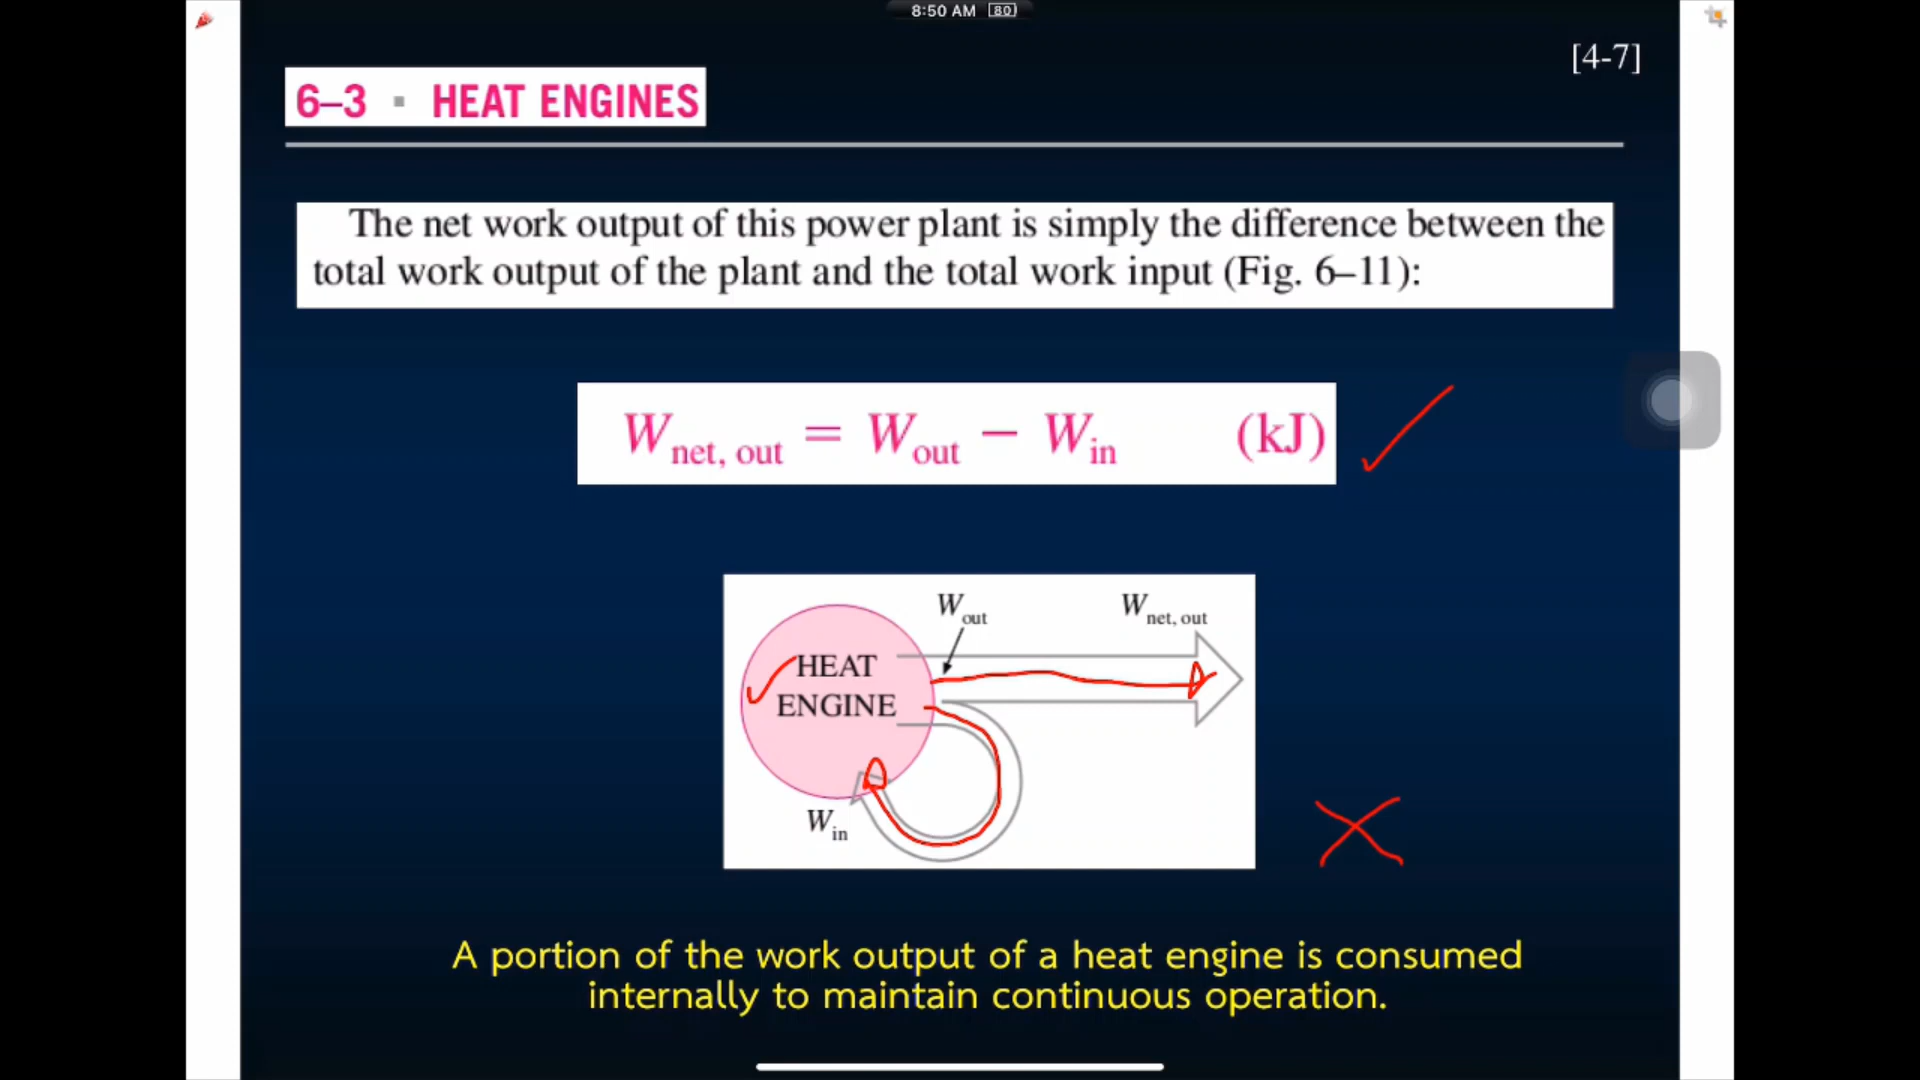 8:50 AM 80
[4-7]
6–3 ▪ HEAT ENGINES
The net work output of this power plant is simply the difference between the
total work output of the plant and the total work input (Fig. 6–11):
Wnet, out = Wout − Win (kJ)
Wout
Wnet, out
HEAT
ENGINE
Win
A portion of the work output of a heat engine is consumed
internally to maintain continuous operation.